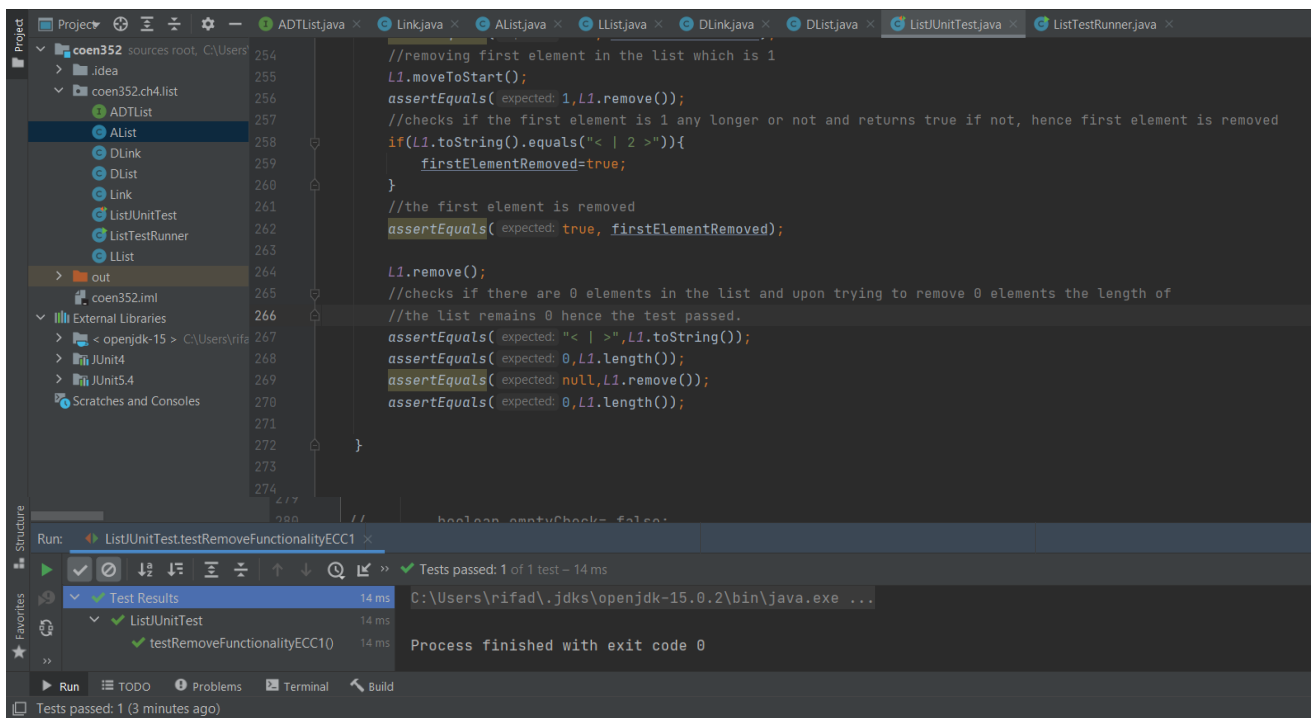 Project
ADTList.java × Link.java × AList.java × LList.java × DLink.java × DList.java × ListJUnitTest.java × ListTestRunner.java ×
Project
coen352 sources root, C:\Users\
.idea
coen352.ch4.list
ADTList
AList
DLink
DList
Link
ListJUnitTest
ListTestRunner
LList
out
coen352.iml
External Libraries
< openjdk-15 > C:\Users\rifa
JUnit4
JUnit5.4
Scratches and Consoles
254 //removing first element in the list which is 1
255 L1.moveToStart();
256 assertEquals( expected: 1,L1.remove());
257 //checks if the first element is 1 any longer or not and returns true if not, hence first element is removed
258 if(L1.toString().equals("< | 2 >")){
259 firstElementRemoved=true;
260 }
261 //the first element is removed
262 assertEquals( expected: true, firstElementRemoved);
263
264 L1.remove();
265 //checks if there are 0 elements in the list and upon trying to remove 0 elements the length of
266 //the list remains 0 hence the test passed.
267 assertEquals( expected: "< | >",L1.toString());
268 assertEquals( expected: 0,L1.length());
269 assertEquals( expected: null,L1.remove());
270 assertEquals( expected: 0,L1.length());
271
272 }
273
274
279
280 // boolean emptyCheck= false;
Structure
Favorites
Run: ListJUnitTest.testRemoveFunctionalityECC1 ×
» ✔ Tests passed: 1 of 1 test – 14 ms
Test Results 14 ms
ListJUnitTest 14 ms
testRemoveFunctionalityECC1() 14 ms
C:\Users\rifad\.jdks\openjdk-15.0.2\bin\java.exe ...
Process finished with exit code 0
»
Run TODO Problems Terminal Build
Tests passed: 1 (3 minutes ago)